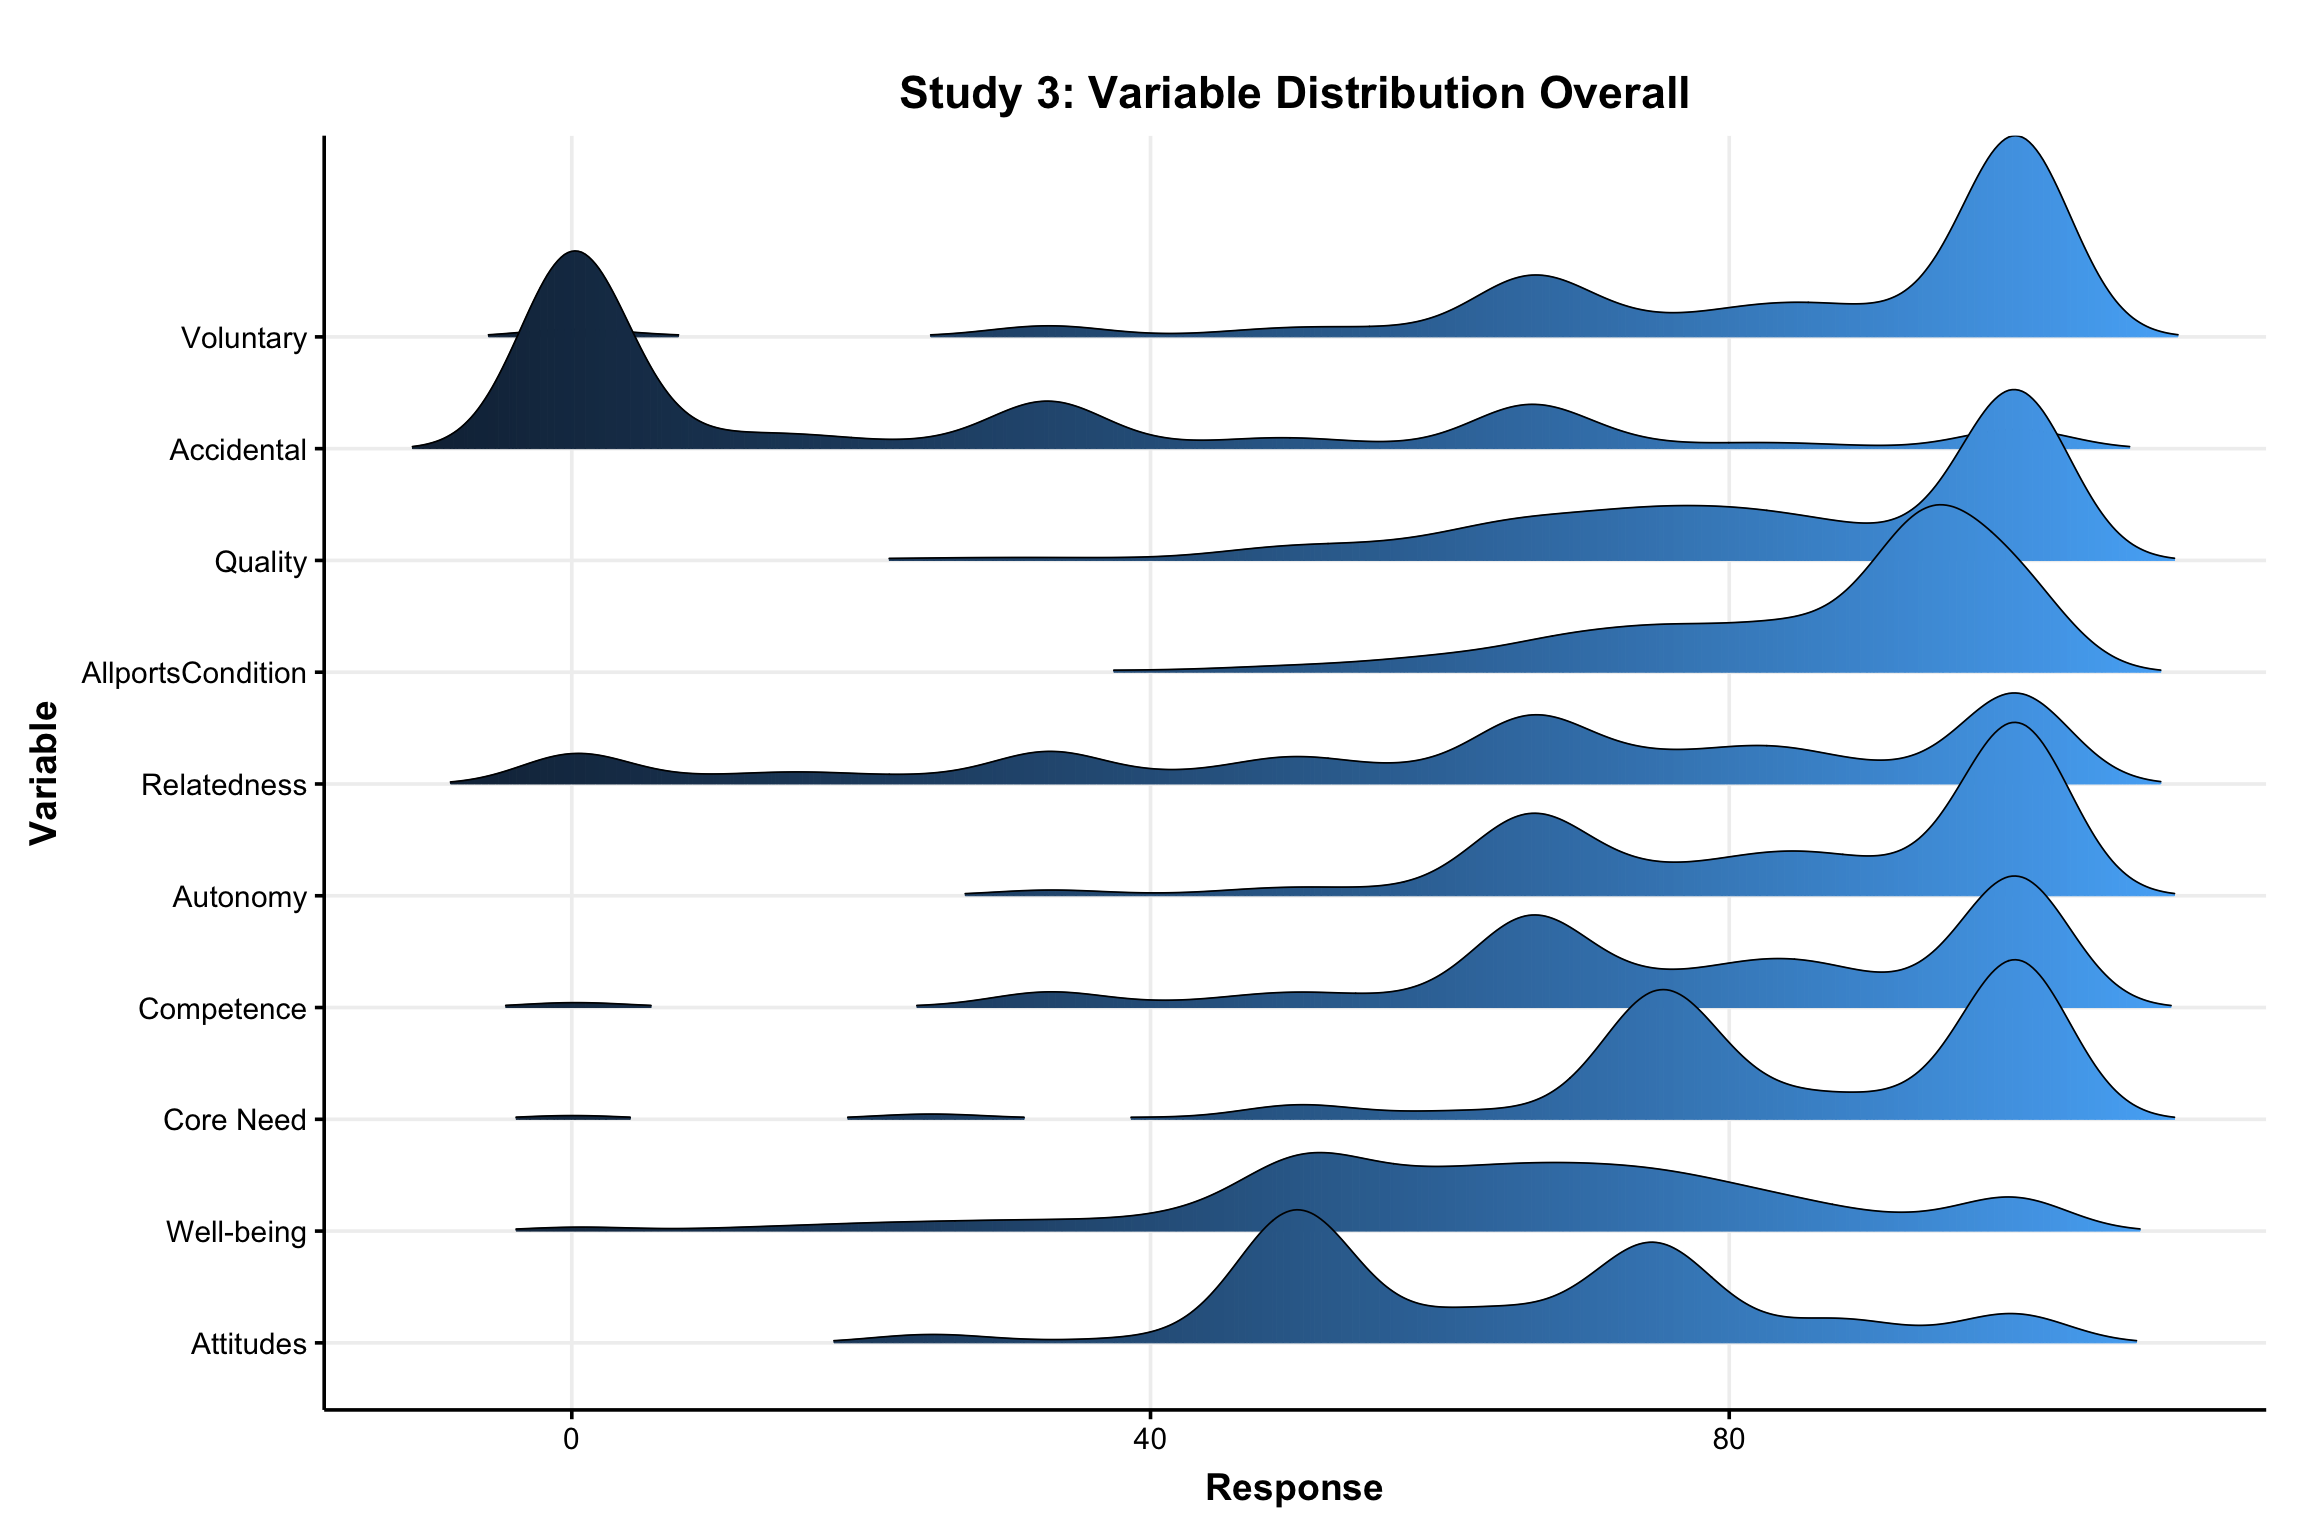 Study 3: Variable Distribution Overall
Variable
Voluntary
Accidental
Quality
AllportsCondition
Relatedness
Autonomy
Competence
Core Need
Well-being
Attitudes
0 40 80
Response